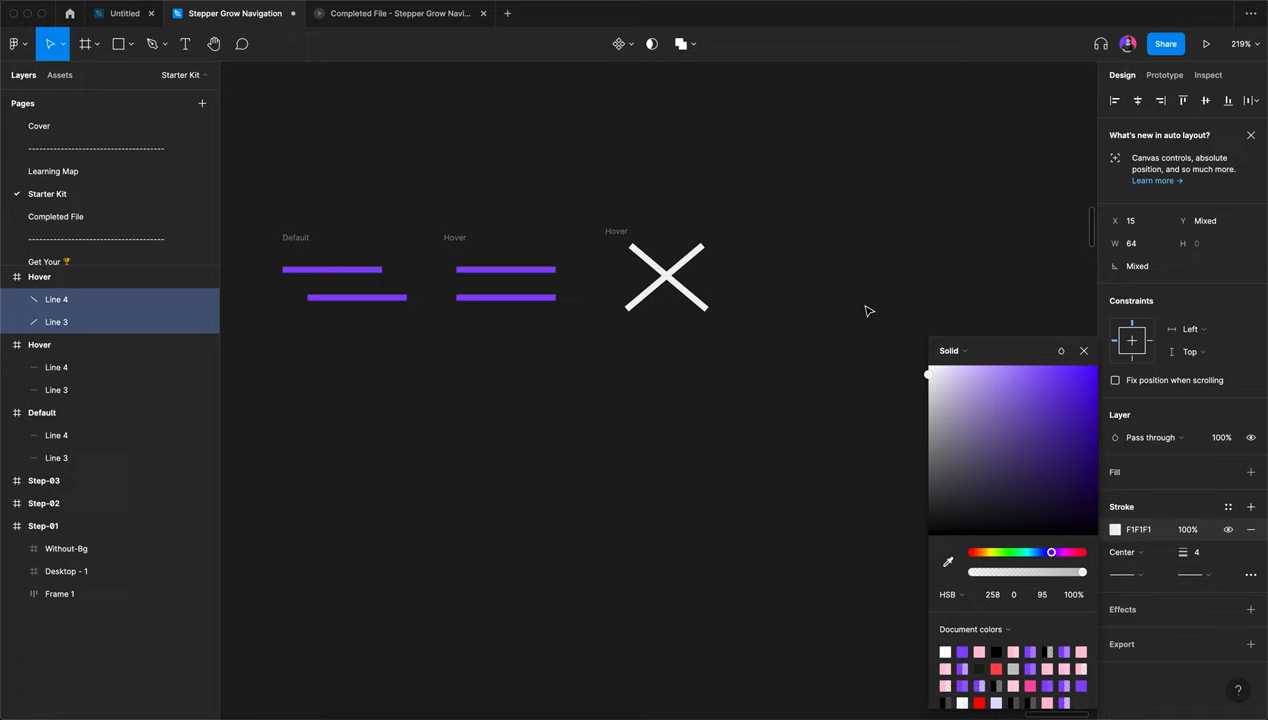 Untitled
Stepper Grow Navigation
Completed File - Stepper Grow Navi...
Share
219%
Layers
Assets
Starter Kit
Design
Prototype
Inspect
Pages
Cover
--------------------------------------
Learning Map
Starter Kit
Completed File
--------------------------------------
Get Your 🏆
Hover
Line 4
Line 3
Hover
Line 4
Line 3
Default
Line 4
Line 3
Step-03
Step-02
Step-01
Without-Bg
Desktop - 1
Frame 1
Default
Hover
Hover
What's new in auto layout?
Canvas controls, absolute
position, and so much more.
Learn more →
X 15 Y Mixed
W 64 H 0
Mixed
Constraints
Left
Top
Fix position when scrolling
Layer
Pass through 100%
Fill
Stroke
F1F1F1 100%
Center 4
Effects
Export
Solid
HSB 258 0 95 100%
Document colors
?